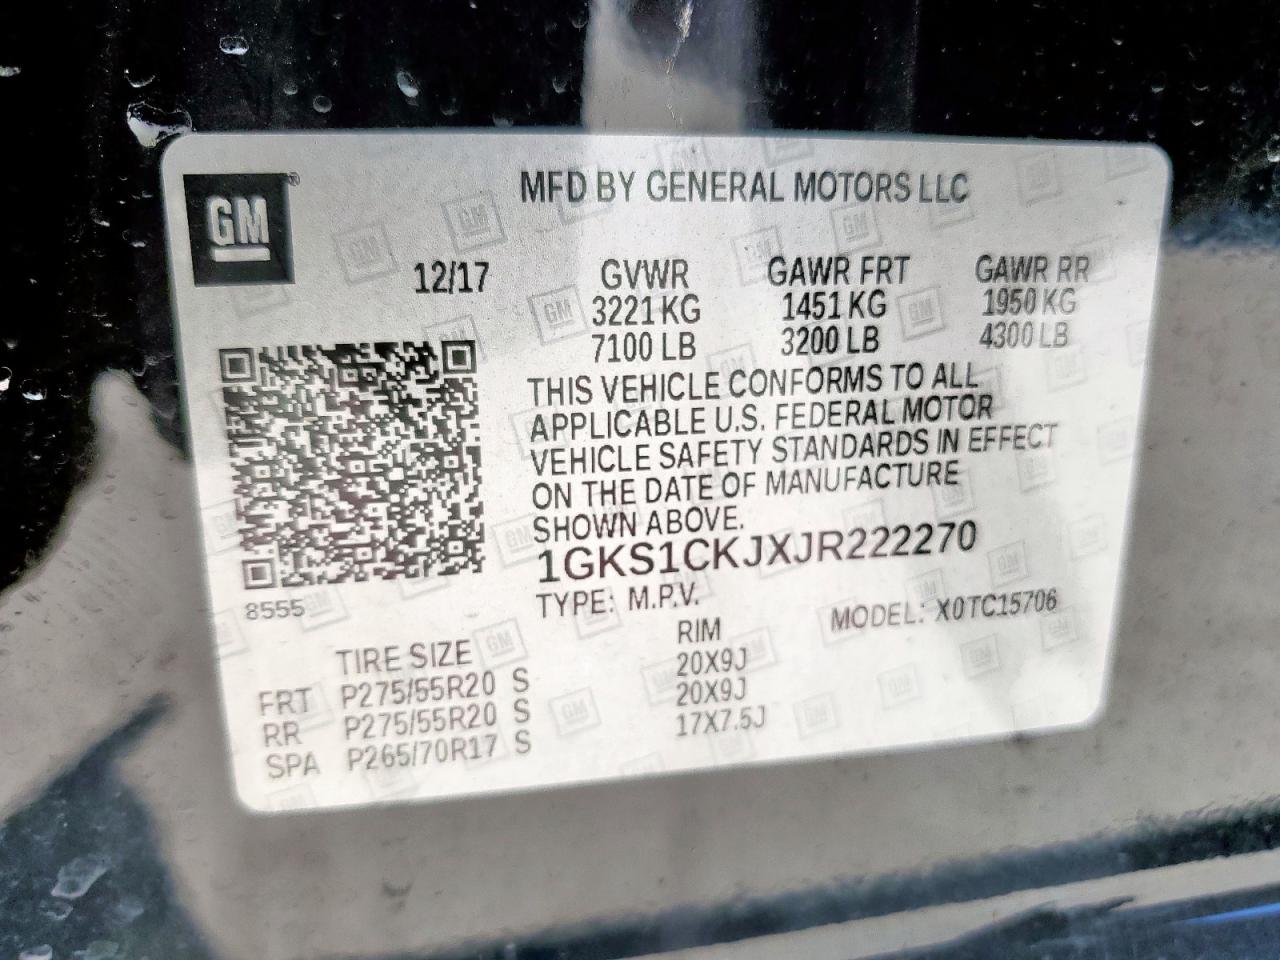 GM®
MFD BY GENERAL MOTORS LLC
12/17 GVWR GAWR FRT GAWR RR
3221 KG 1451 KG 1950 KG
7100 LB 3200 LB 4300 LB
THIS VEHICLE CONFORMS TO ALL
APPLICABLE U.S. FEDERAL MOTOR
VEHICLE SAFETY STANDARDS IN EFFECT
ON THE DATE OF MANUFACTURE
SHOWN ABOVE.
1GKS1CKJXJR222270
8555
TYPE: M.P.V. MODEL: X0TC15706
TIRE SIZE RIM
FRT P275/55R20 S 20X9J
RR P275/55R20 S 20X9J
SPA P265/70R17 S 17X7.5J